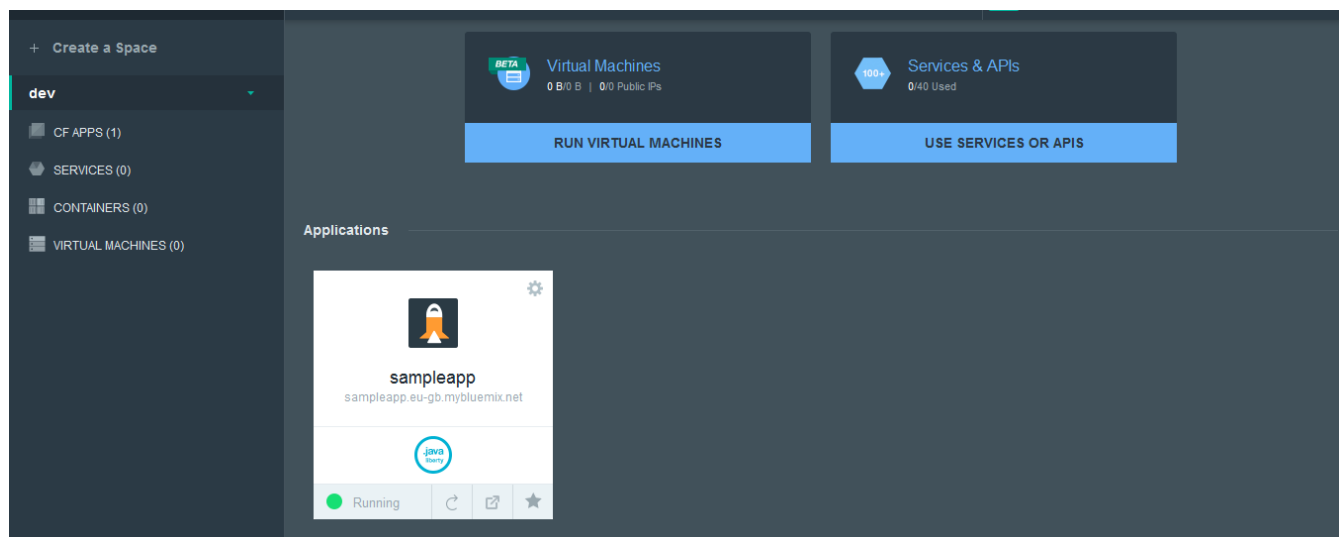 + Create a Space
dev
CF APPS (1)
SERVICES (0)
CONTAINERS (0)
VIRTUAL MACHINES (0)
BETA
Virtual Machines
0 B/0 B | 0/0 Public IPs
RUN VIRTUAL MACHINES
100+
Services & APIs
0/40 Used
USE SERVICES OR APIS
Applications
sampleapp
sampleapp.eu-gb.mybluemix.net
.java
liberty
Running